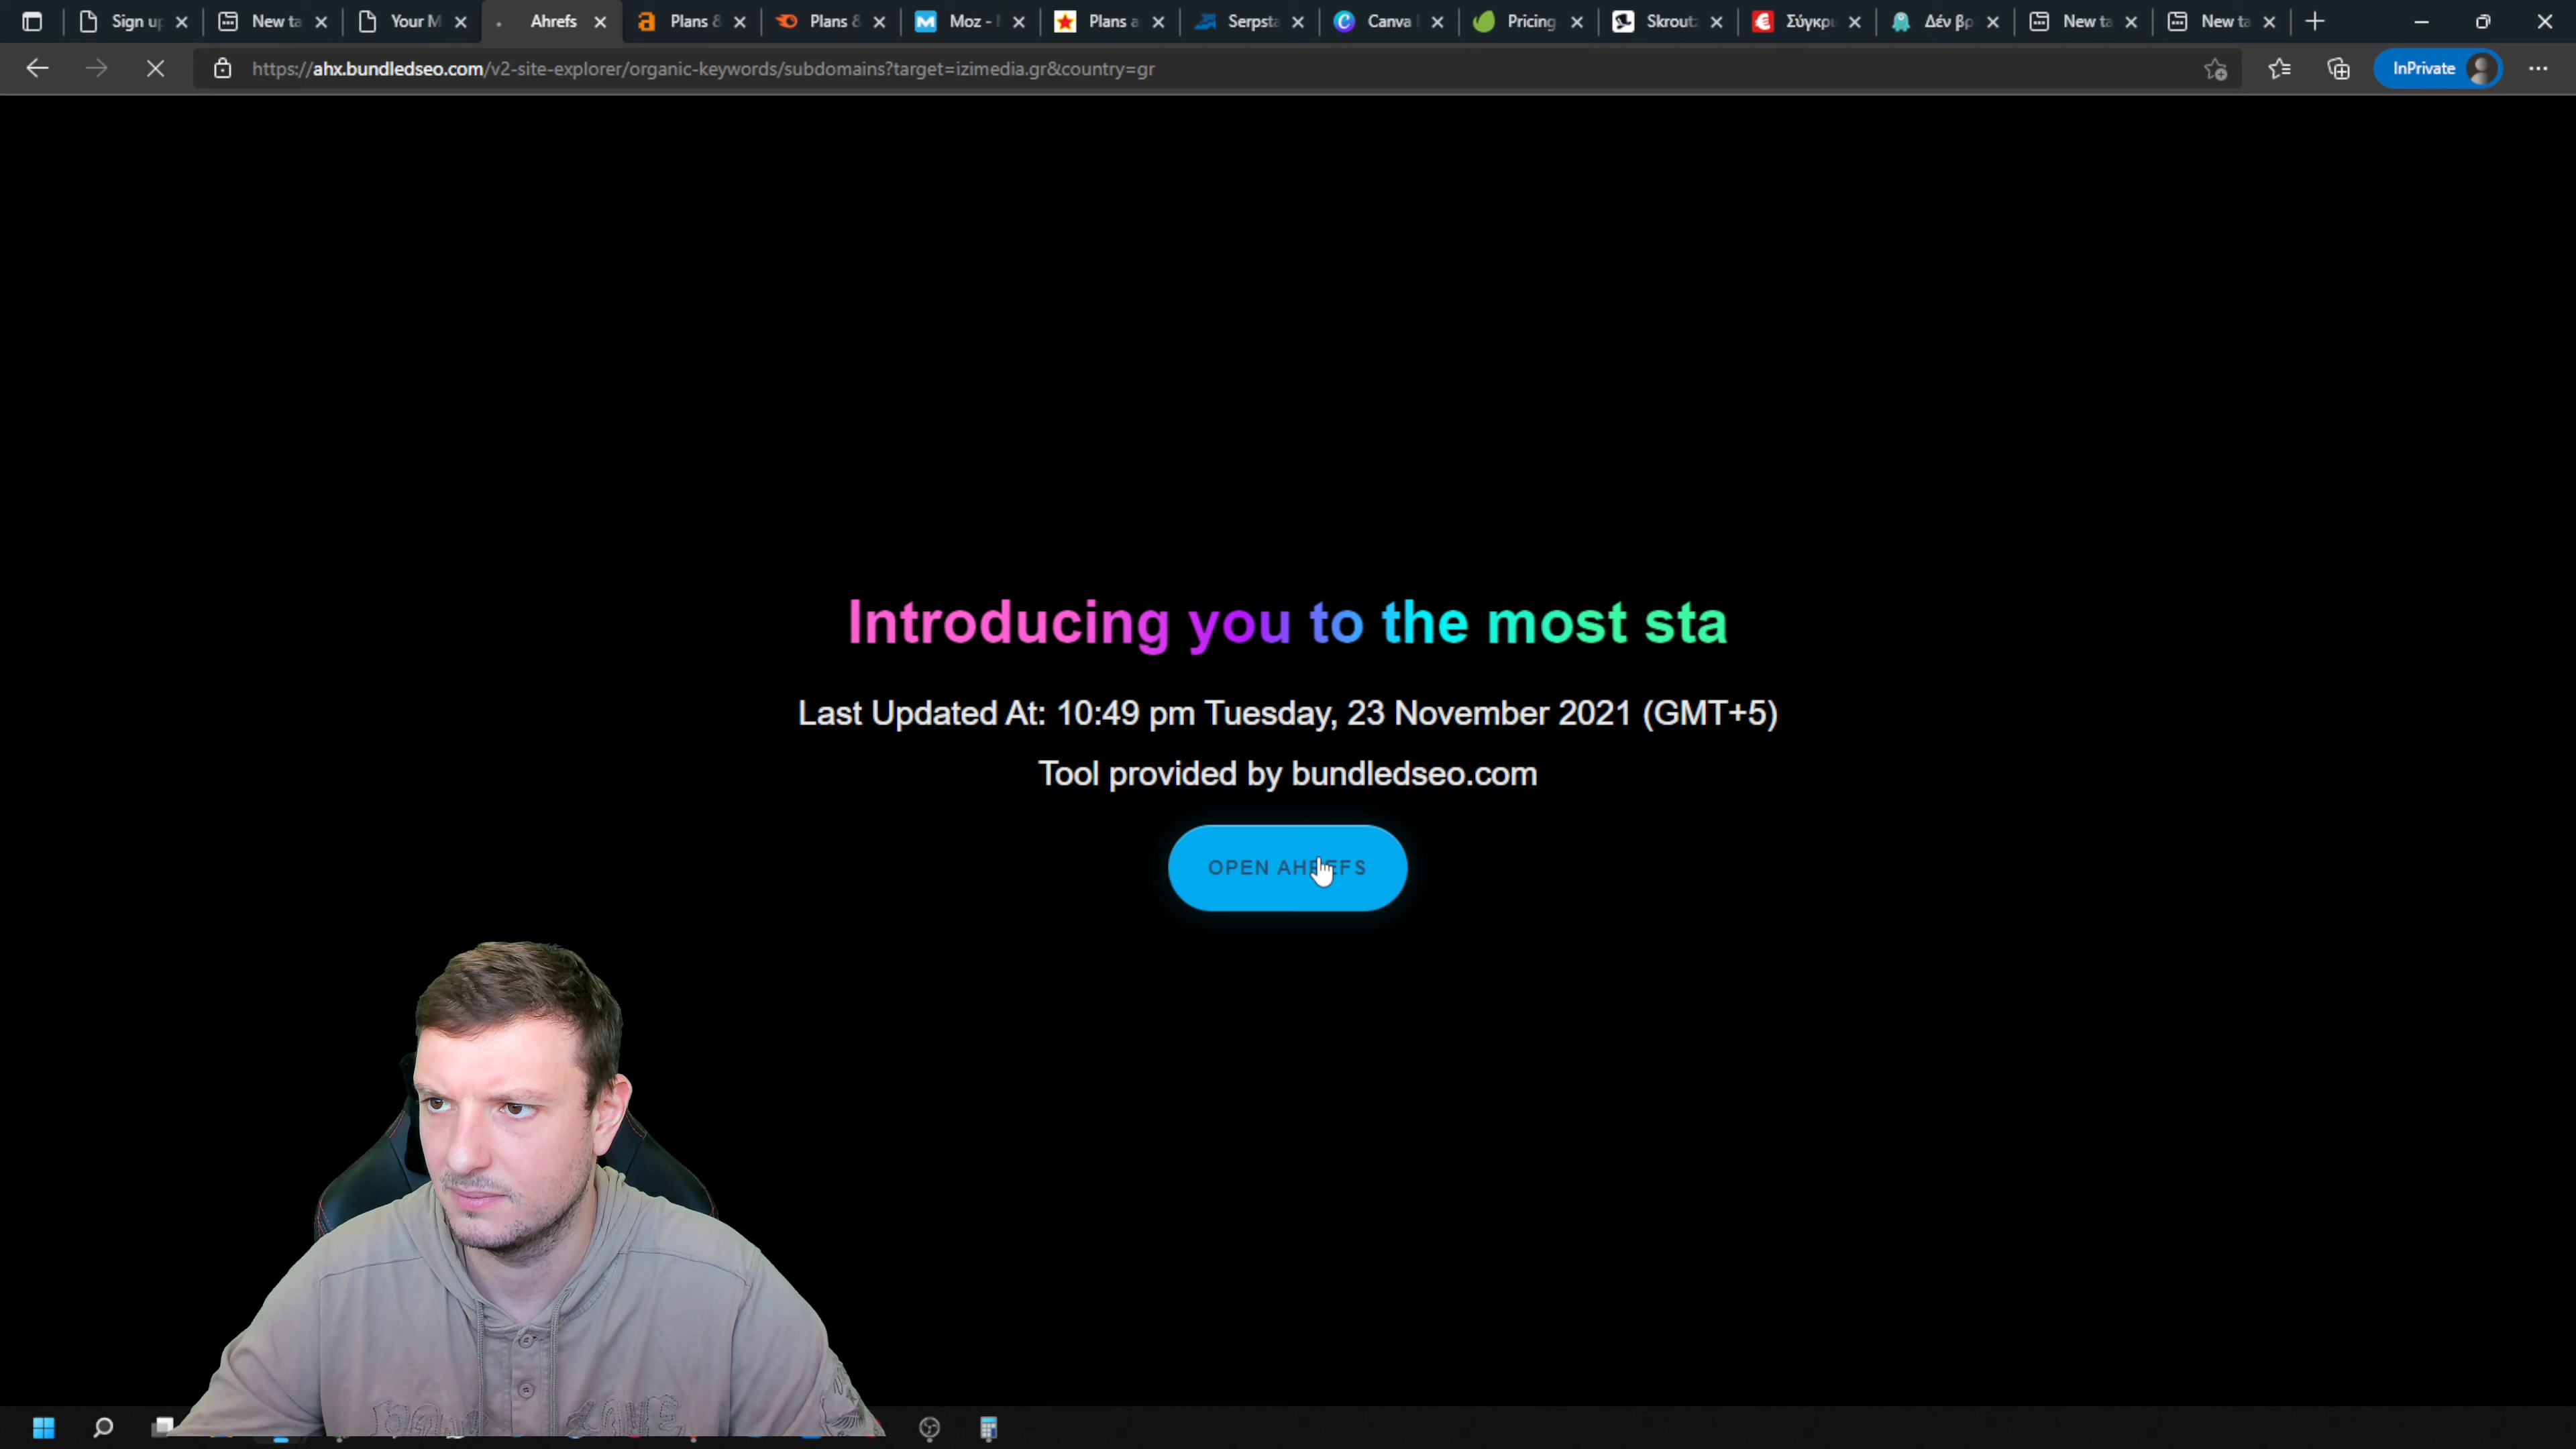 Sign up
New ta
Your M
Ahrefs
Plans &
Plans &
Moz -
Plans a
Serpsta
Canva
Pricing
Skroutz
Σύγκρι
Δέν βρ
New ta
New ta
https://ahx.bundledseo.com/v2-site-explorer/organic-keywords/subdomains?target=izimedia.gr&country=gr
InPrivate
Introducing you to the most sta
Last Updated At: 10:49 pm Tuesday, 23 November 2021 (GMT+5)
Tool provided by bundledseo.com
OPEN AHREFS